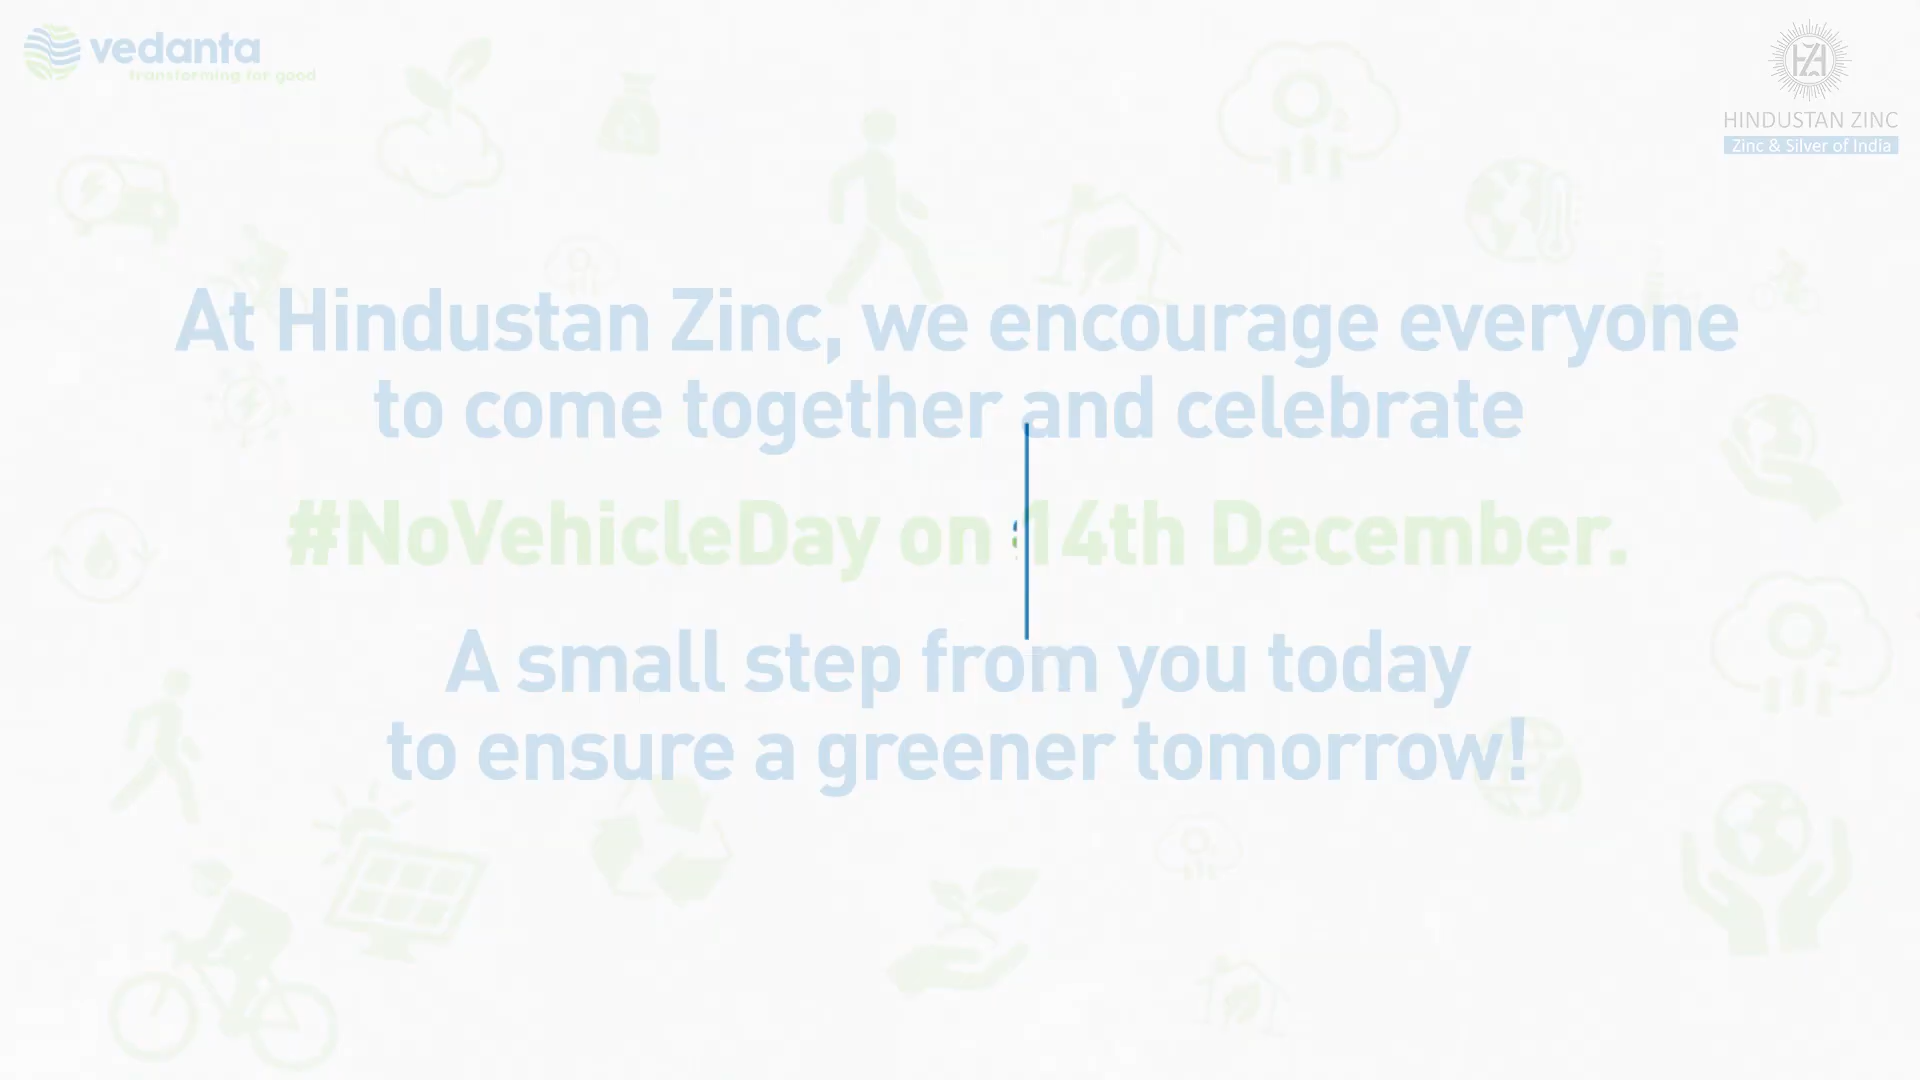 vedanta
transforming for good
HINDUSTAN ZINC
Zinc & Silver of India
At Hindustan Zinc, we encourage everyone
to come together and celebrate
#NoVehicleDay on 14th December.
A small step from you today
to ensure a greener tomorrow!